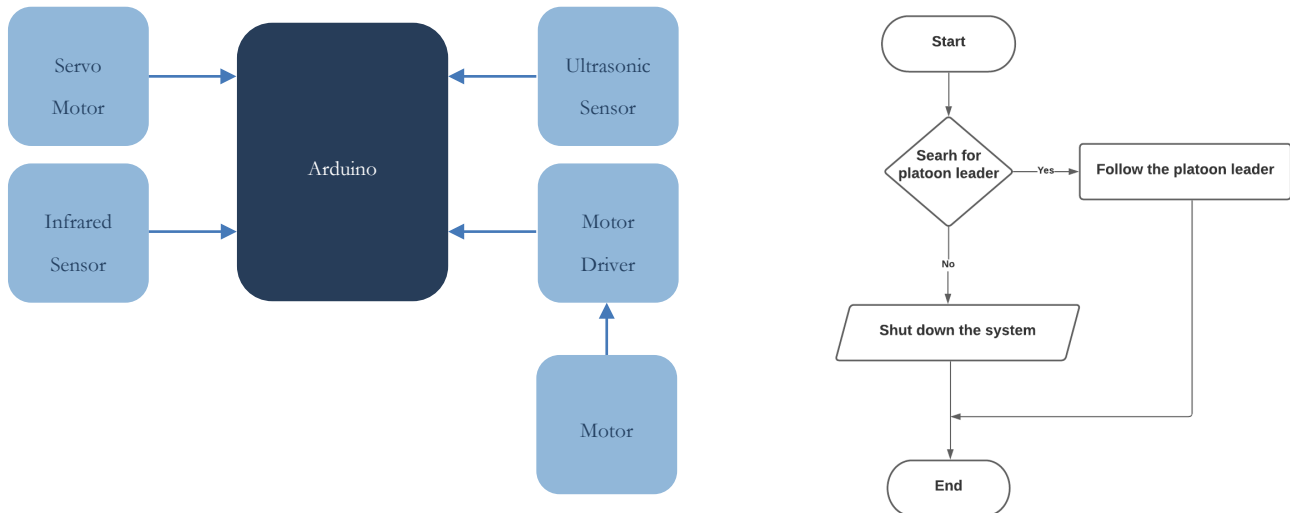 Servo
Motor
Infrared
Sensor
Arduino
Ultrasonic
Sensor
Motor
Driver
Motor
Start
Searh for
platoon leader
Yes
Follow the platoon leader
No
Shut down the system
End